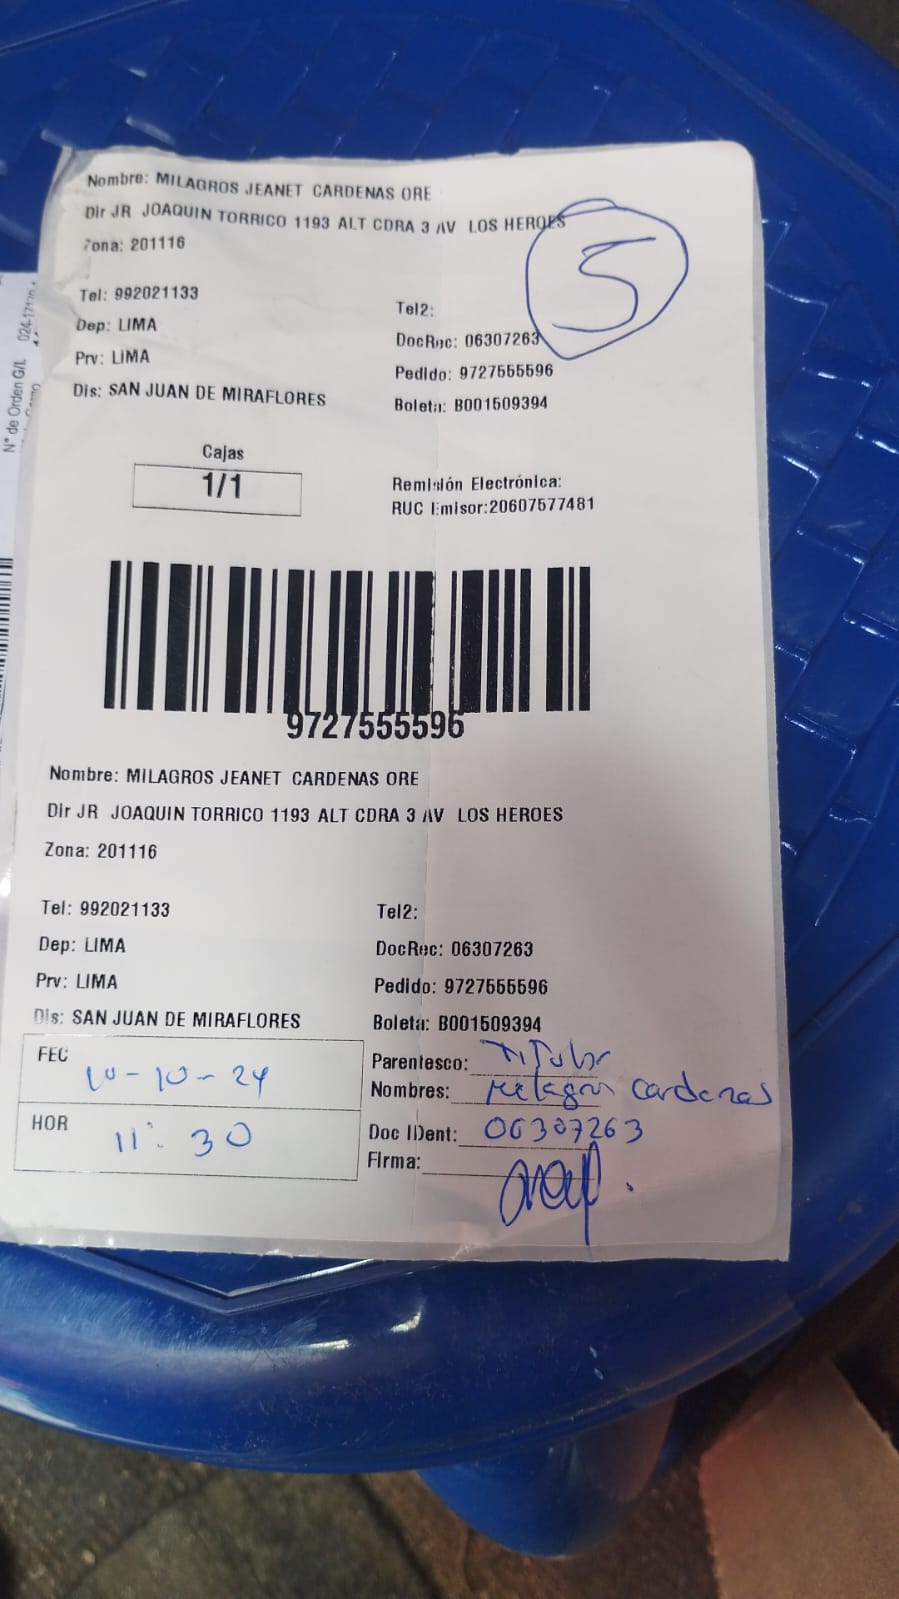 Nombre: MILAGROS JEANET CARDENAS ORE
Dir JR JOAQUIN TORRICO 1193 ALT CDRA 3 AV LOS HEROES
Zona: 201116
5
Tel: 992021133
Tel2:
Dep: LIMA
DocRec: 06307263
Prv: LIMA
Pedido: 9727555596
Dis: SAN JUAN DE MIRAFLORES
Boleta: B001509394
Cajas
1/1
Remisión Electrónica:
RUC Emisor:20607577481
9727555596
Nombre: MILAGROS JEANET CARDENAS ORE
Dir JR JOAQUIN TORRICO 1193 ALT CDRA 3 AV LOS HEROES
Zona: 201116
Tel: 992021133
Tel2:
Dep: LIMA
DocRec: 06307263
Prv: LIMA
Pedido: 9727555596
Dis: SAN JUAN DE MIRAFLORES
Boleta: B001509394
FEC
10-10-24
HOR
11:30
Parentesco: Titular
Nombres: Milagros Cardenas
Doc IDent: 06307263
Firma:
N° de Orden G/L